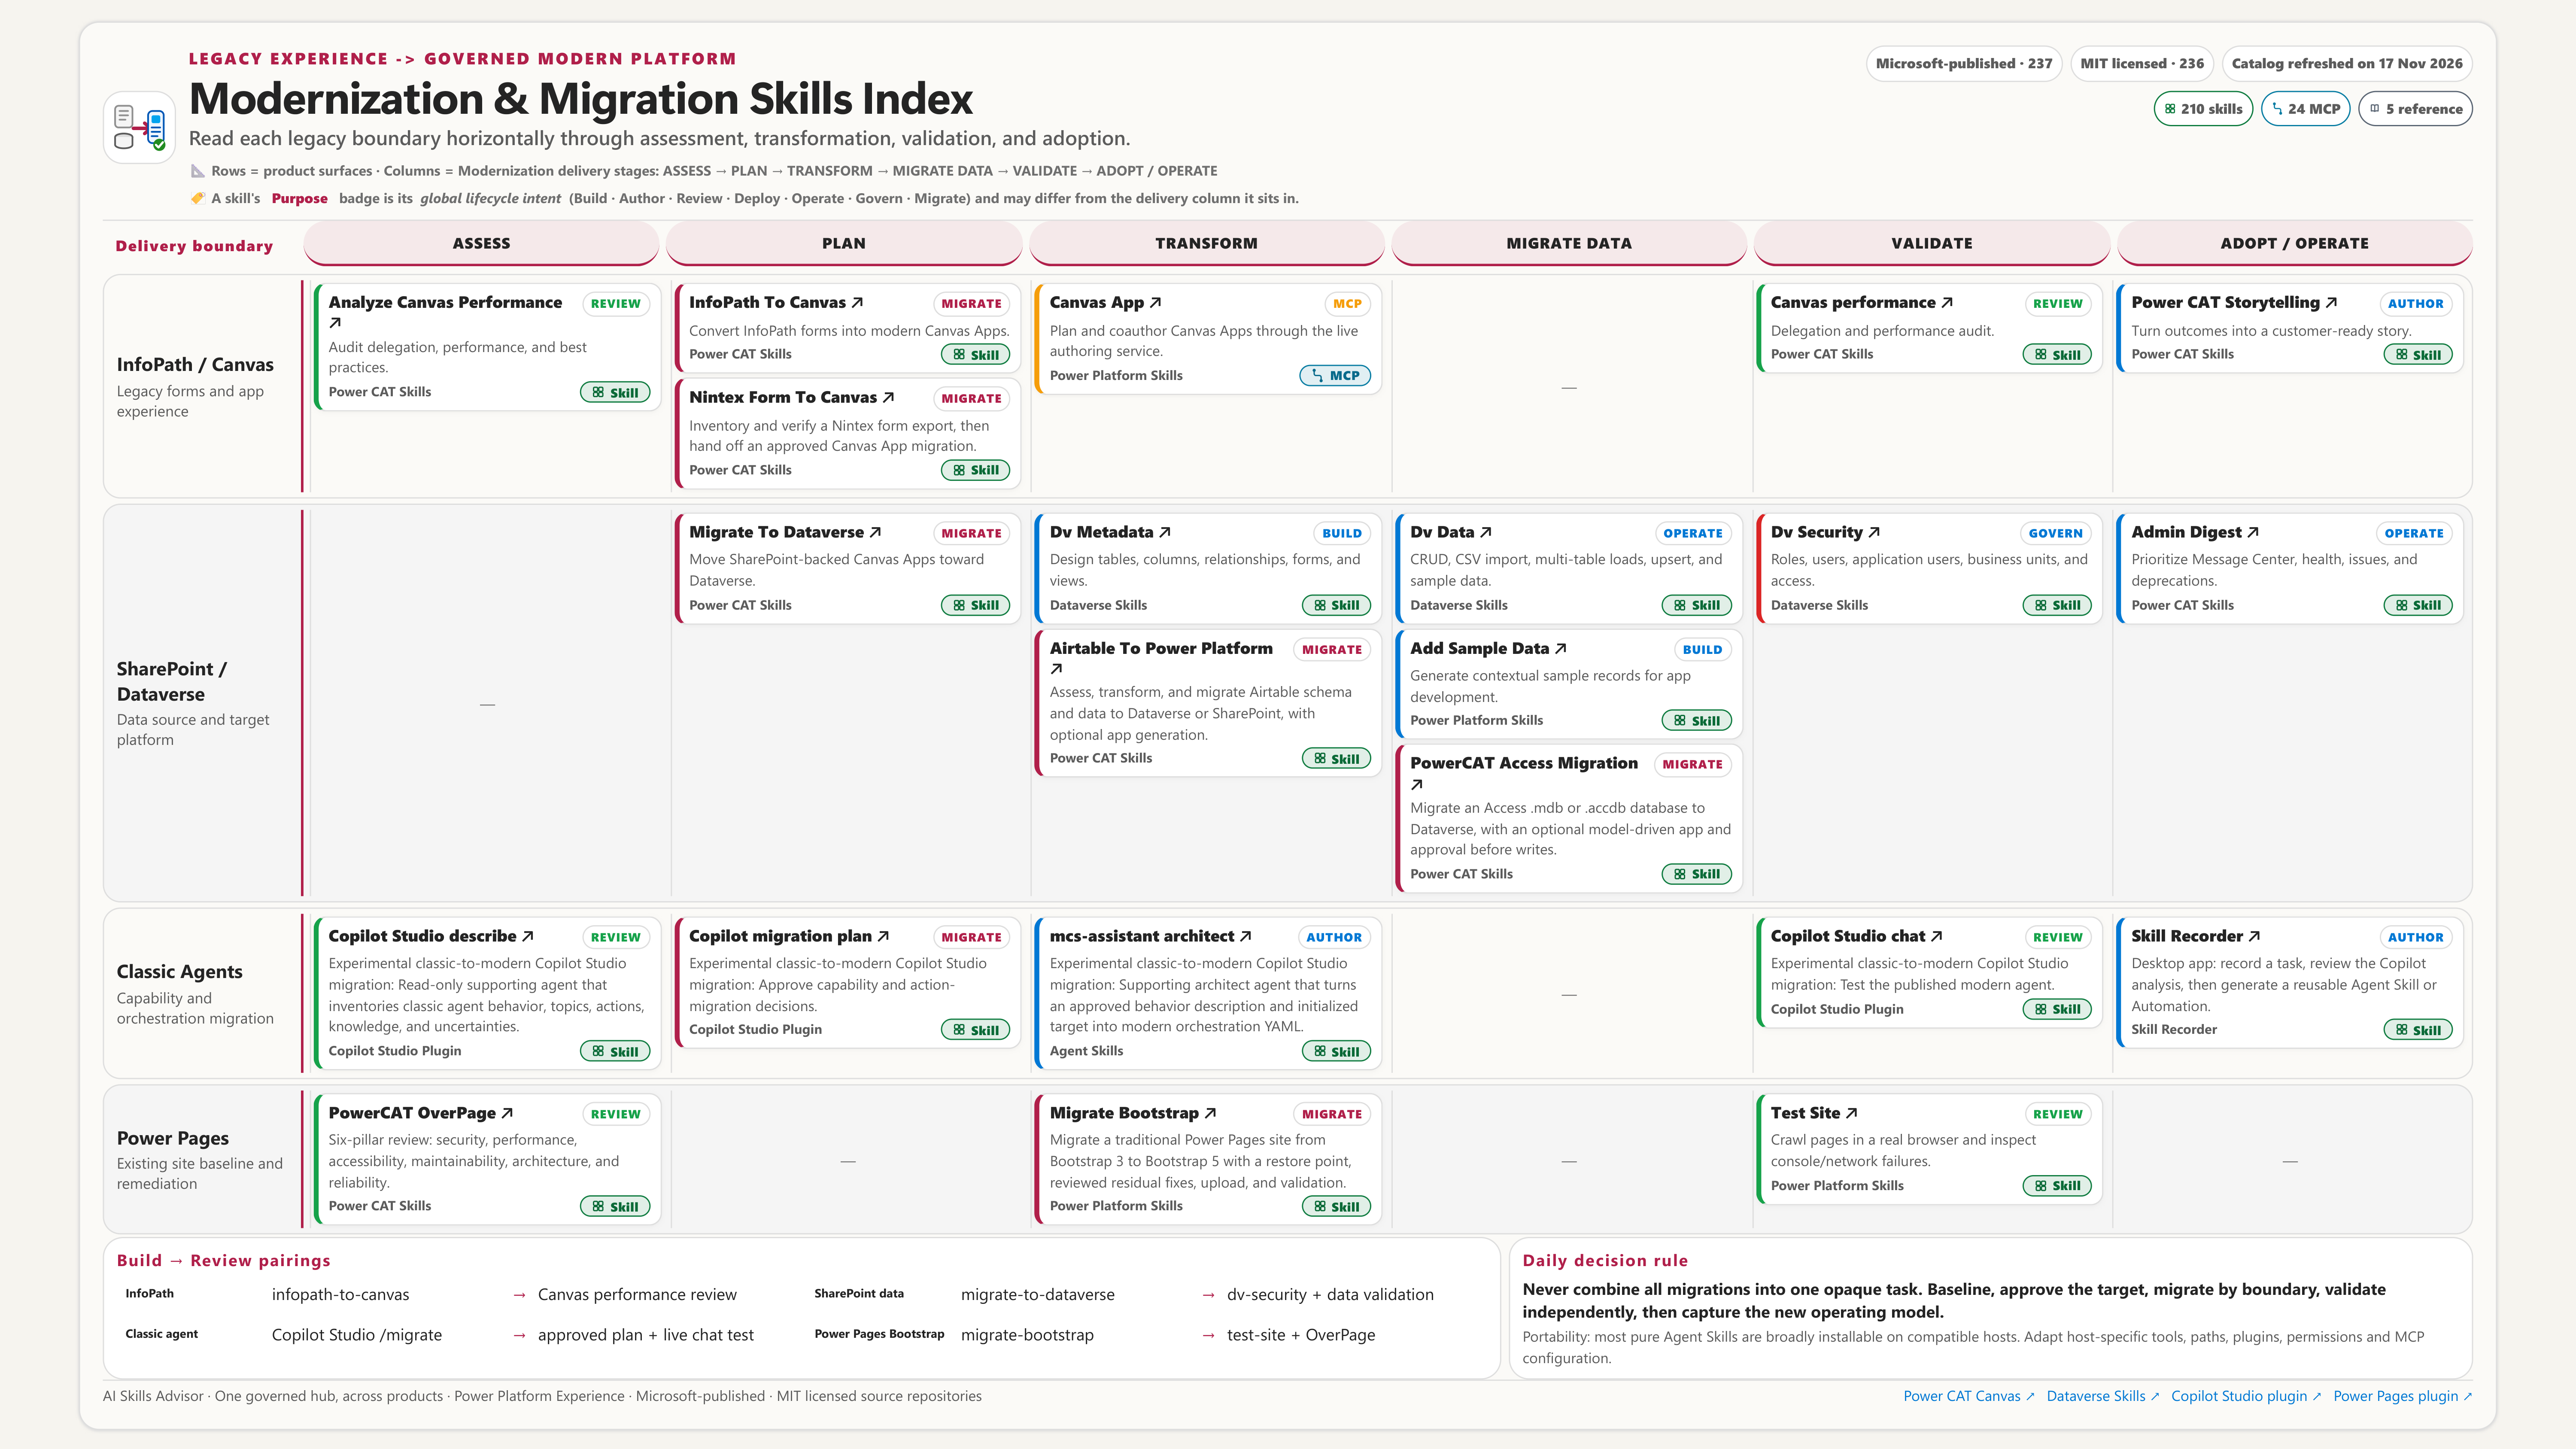 LEGACY EXPERIENCE -> GOVERNED MODERN PLATFORM
Modernization & Migration Skills Index
Read each legacy boundary horizontally through assessment, transformation, validation, and adoption.
📐 Rows = product surfaces · Columns = Modernization delivery stages: ASSESS → PLAN → TRANSFORM → MIGRATE DATA → VALIDATE → ADOPT / OPERATE
🏷️ A skill's Purpose badge is its global lifecycle intent (Build · Author · Review · Deploy · Operate · Govern · Migrate) and may differ from the delivery column it sits in.
Microsoft-published · 237
MIT licensed · 236
Catalog refreshed on 17 Nov 2026
210 skills
24 MCP
5 reference
Delivery boundary
ASSESS
PLAN
TRANSFORM
MIGRATE DATA
VALIDATE
ADOPT / OPERATE
InfoPath / Canvas
Legacy forms and app
experience
Analyze Canvas Performance
↗
REVIEW
Audit delegation, performance, and best
practices.
Power CAT Skills
Skill
InfoPath To Canvas ↗
MIGRATE
Convert InfoPath forms into modern Canvas Apps.
Power CAT Skills
Skill
Nintex Form To Canvas ↗
MIGRATE
Inventory and verify a Nintex form export, then
hand off an approved Canvas App migration.
Power CAT Skills
Skill
Canvas App ↗
MCP
Plan and coauthor Canvas Apps through the live
authoring service.
Power Platform Skills
MCP
—
Canvas performance ↗
REVIEW
Delegation and performance audit.
Power CAT Skills
Skill
Power CAT Storytelling ↗
AUTHOR
Turn outcomes into a customer-ready story.
Power CAT Skills
Skill
SharePoint /
Dataverse
Data source and target
platform
—
Migrate To Dataverse ↗
MIGRATE
Move SharePoint-backed Canvas Apps toward
Dataverse.
Power CAT Skills
Skill
Dv Metadata ↗
BUILD
Design tables, columns, relationships, forms, and
views.
Dataverse Skills
Skill
Airtable To Power Platform
↗
MIGRATE
Assess, transform, and migrate Airtable schema
and data to Dataverse or SharePoint, with
optional app generation.
Power CAT Skills
Skill
Dv Data ↗
OPERATE
CRUD, CSV import, multi-table loads, upsert, and
sample data.
Dataverse Skills
Skill
Add Sample Data ↗
BUILD
Generate contextual sample records for app
development.
Power Platform Skills
Skill
PowerCAT Access Migration
↗
MIGRATE
Migrate an Access .mdb or .accdb database to
Dataverse, with an optional model-driven app and
approval before writes.
Power CAT Skills
Skill
Dv Security ↗
GOVERN
Roles, users, application users, business units, and
access.
Dataverse Skills
Skill
Admin Digest ↗
OPERATE
Prioritize Message Center, health, issues, and
deprecations.
Power CAT Skills
Skill
Classic Agents
Capability and
orchestration migration
Copilot Studio describe ↗
REVIEW
Experimental classic-to-modern Copilot Studio
migration: Read-only supporting agent that
inventories classic agent behavior, topics, actions,
knowledge, and uncertainties.
Copilot Studio Plugin
Skill
Copilot migration plan ↗
MIGRATE
Experimental classic-to-modern Copilot Studio
migration: Approve capability and action-
migration decisions.
Copilot Studio Plugin
Skill
mcs-assistant architect ↗
AUTHOR
Experimental classic-to-modern Copilot Studio
migration: Supporting architect agent that turns
an approved behavior description and initialized
target into modern orchestration YAML.
Agent Skills
Skill
—
Copilot Studio chat ↗
REVIEW
Experimental classic-to-modern Copilot Studio
migration: Test the published modern agent.
Copilot Studio Plugin
Skill
Skill Recorder ↗
AUTHOR
Desktop app: record a task, review the Copilot
analysis, then generate a reusable Agent Skill or
Automation.
Skill Recorder
Skill
Power Pages
Existing site baseline and
remediation
PowerCAT OverPage ↗
REVIEW
Six-pillar review: security, performance,
accessibility, maintainability, architecture, and
reliability.
Power CAT Skills
Skill
—
Migrate Bootstrap ↗
MIGRATE
Migrate a traditional Power Pages site from
Bootstrap 3 to Bootstrap 5 with a restore point,
reviewed residual fixes, upload, and validation.
Power Platform Skills
Skill
—
Test Site ↗
REVIEW
Crawl pages in a real browser and inspect
console/network failures.
Power Platform Skills
Skill
—
Build → Review pairings
InfoPath infopath-to-canvas → Canvas performance review
SharePoint data migrate-to-dataverse → dv-security + data validation
Classic agent Copilot Studio /migrate → approved plan + live chat test
Power Pages Bootstrap migrate-bootstrap → test-site + OverPage
Daily decision rule
Never combine all migrations into one opaque task. Baseline, approve the target, migrate by boundary, validate
independently, then capture the new operating model.
Portability: most pure Agent Skills are broadly installable on compatible hosts. Adapt host-specific tools, paths, plugins, permissions and MCP
configuration.
AI Skills Advisor · One governed hub, across products · Power Platform Experience · Microsoft-published · MIT licensed source repositories
Power CAT Canvas ↗ Dataverse Skills ↗ Copilot Studio plugin ↗ Power Pages plugin ↗